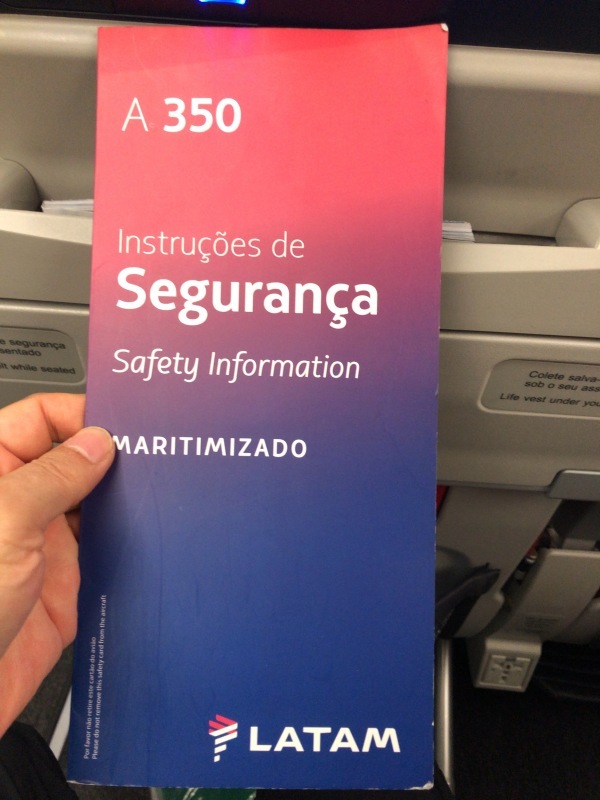 A 350
Instruções de
Segurança
Safety Information
MARITIMIZADO
Por favor não retire este cartão do avião
Please do not remove this safety card from the aircraft
LATAM
e segurança
sentado
lt while seated
Colete salva-
sob o seu ass
Life vest under you